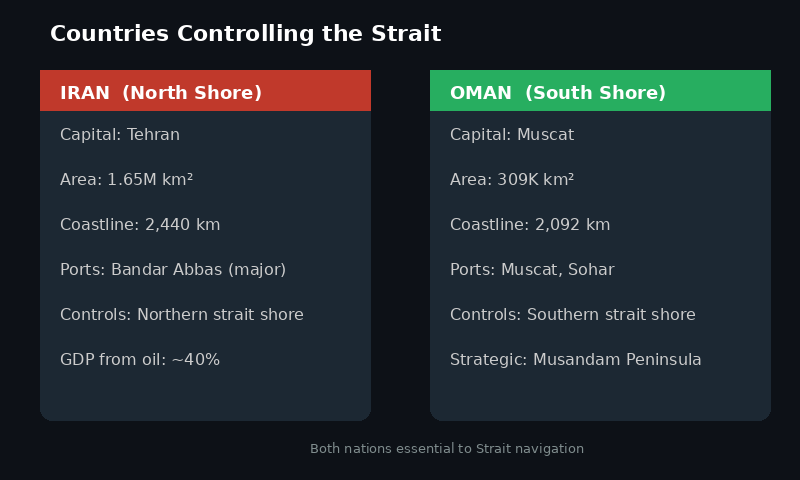 Countries Controlling the Strait
IRAN  (North Shore)
Capital: Tehran
Area: 1.65M km²
Coastline: 2,440 km
Ports: Bandar Abbas (major)
Controls: Northern strait shore
GDP from oil: ~40%
OMAN  (South Shore)
Capital: Muscat
Area: 309K km²
Coastline: 2,092 km
Ports: Muscat, Sohar
Controls: Southern strait shore
Strategic: Musandam Peninsula
Both nations essential to Strait navigation